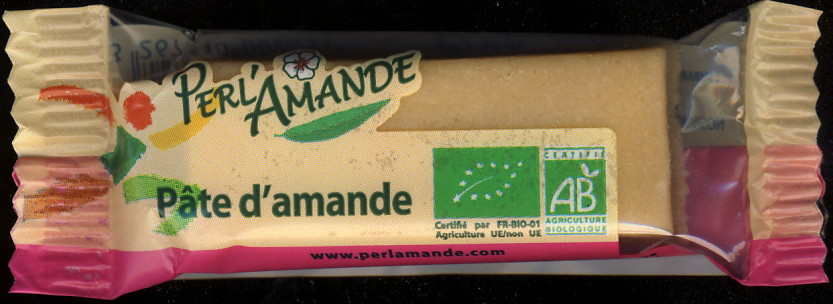 PERL'AMANDE
Pâte d'amande
Certifié par FR-BIO-01
Agriculture UE/non UE
CERTIFIÉ
AB
AGRICULTURE
BIOLOGIQUE
www.perlamande.com